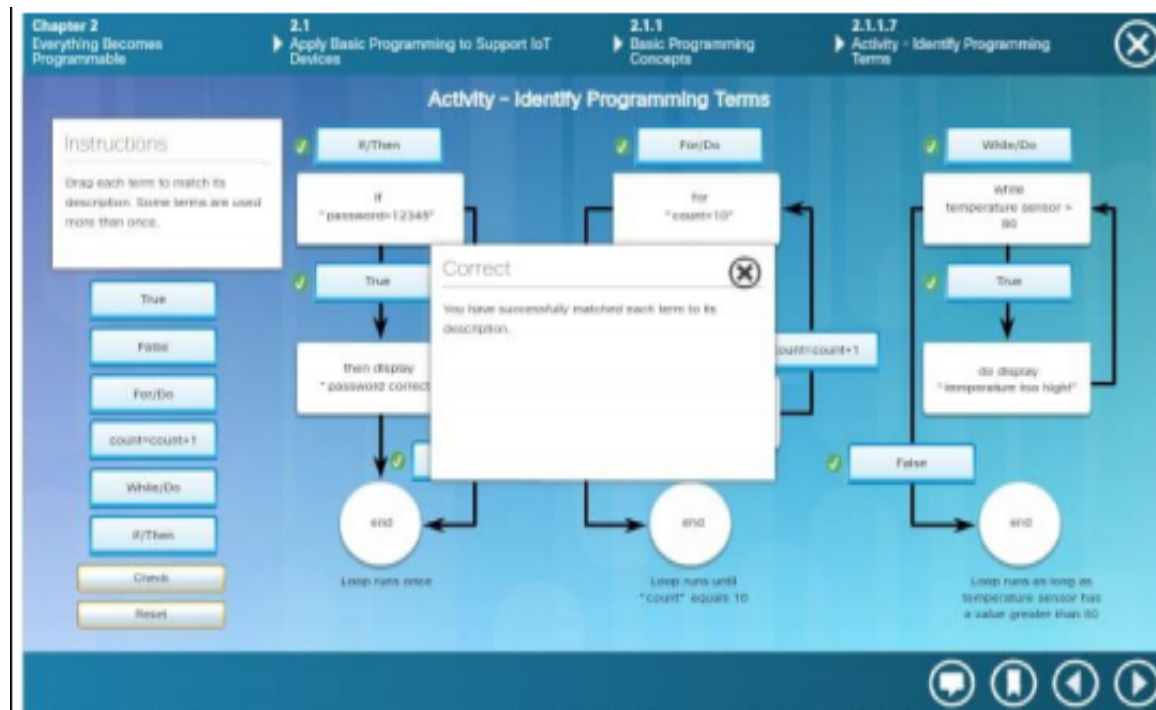 Chapter 2
Everything Becomes
Programmable
2.1
Apply Basic Programming to Support IoT
Devices
2.1.1
Basic Programming
Concepts
2.1.1.7
Activity - Identify Programming
Terms
Activity - Identify Programming Terms
Instructions
Drag each term to match its
description. Some terms are used
more than once.
True
False
For/Do
count=count+1
While/Do
If/Then
Check
Reset
If/Then
if
"password=12345"
True
then display
"password correct
end
Loop runs once
For/Do
for
"count=10"
count=count+1
end
Loop runs until
"count" equals 10
Correct
You have successfully matched each term to its
description.
While/Do
while
temperature sensor >
80
True
do display
"temperature too high!"
False
end
Loop runs as long as
temperature sensor has
a value greater than 80